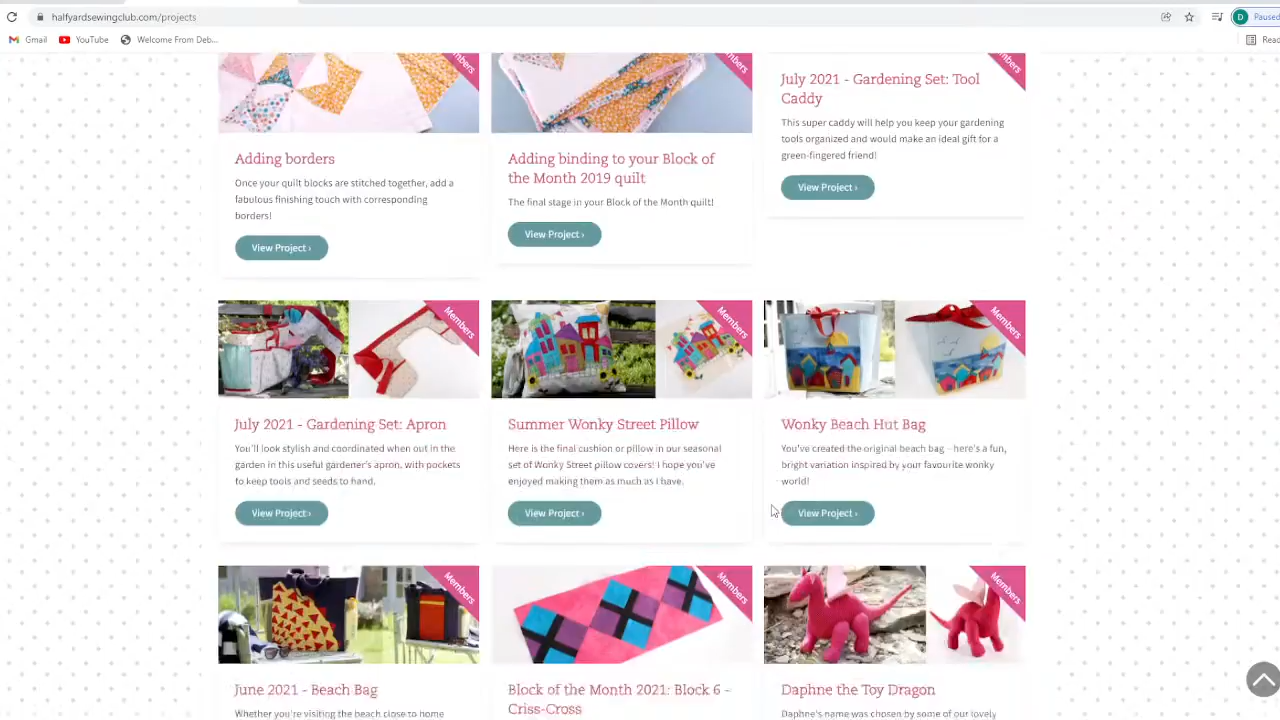 halfyardsewingclub.com/projects
D
Paused
Gmail
YouTube
Welcome From Deb...
Members
Members
Members
Adding borders
Once your quilt blocks are stitched together, add a
fabulous finishing touch with corresponding
borders!
View Project ›
Adding binding to your Block of
the Month 2019 quilt
The final stage in your Block of the Month quilt!
View Project ›
July 2021 - Gardening Set: Tool
Caddy
This super caddy will help you keep your gardening
tools organized and would make an ideal gift for a
green-fingered friend!
View Project ›
Members
July 2021 - Gardening Set: Apron
You'll look stylish and coordinated when out in the
garden in this useful gardener's apron, with pockets
to keep tools and seeds to hand.
View Project ›
Members
Summer Wonky Street Pillow
Here is the final cushion or pillow in our seasonal
set of Wonky Street pillow covers! I hope you've
enjoyed making them as much as I have.
View Project ›
Members
Wonky Beach Hut Bag
You've created the original beach bag - here's a fun,
bright variation inspired by your favourite wonky
world!
View Project ›
Members
June 2021 - Beach Bag
Whether you're visiting the beach close to home
Members
Block of the Month 2021: Block 6 -
Criss-Cross
Members
Daphne the Toy Dragon
Daphne's name was chosen by some of our lovely